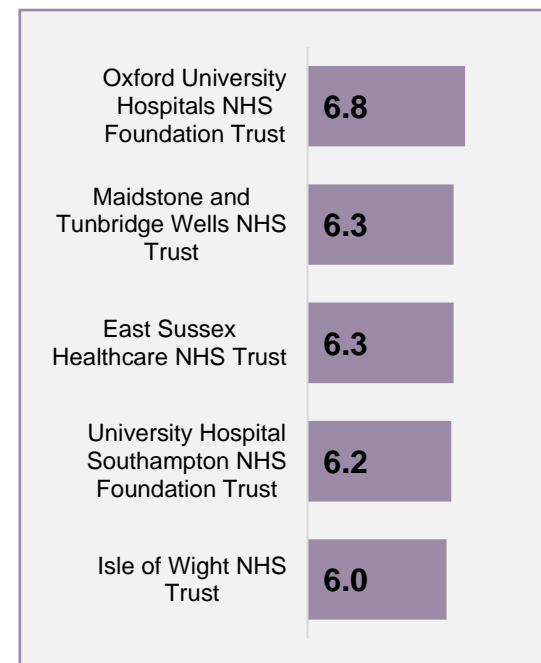 Oxford University
Hospitals NHS
Foundation Trust
6.8
Maidstone and
Tunbridge Wells NHS
Trust
6.3
East Sussex
Healthcare NHS Trust
6.3
University Hospital
Southampton NHS
Foundation Trust
6.2
Isle of Wight NHS
Trust
6.0